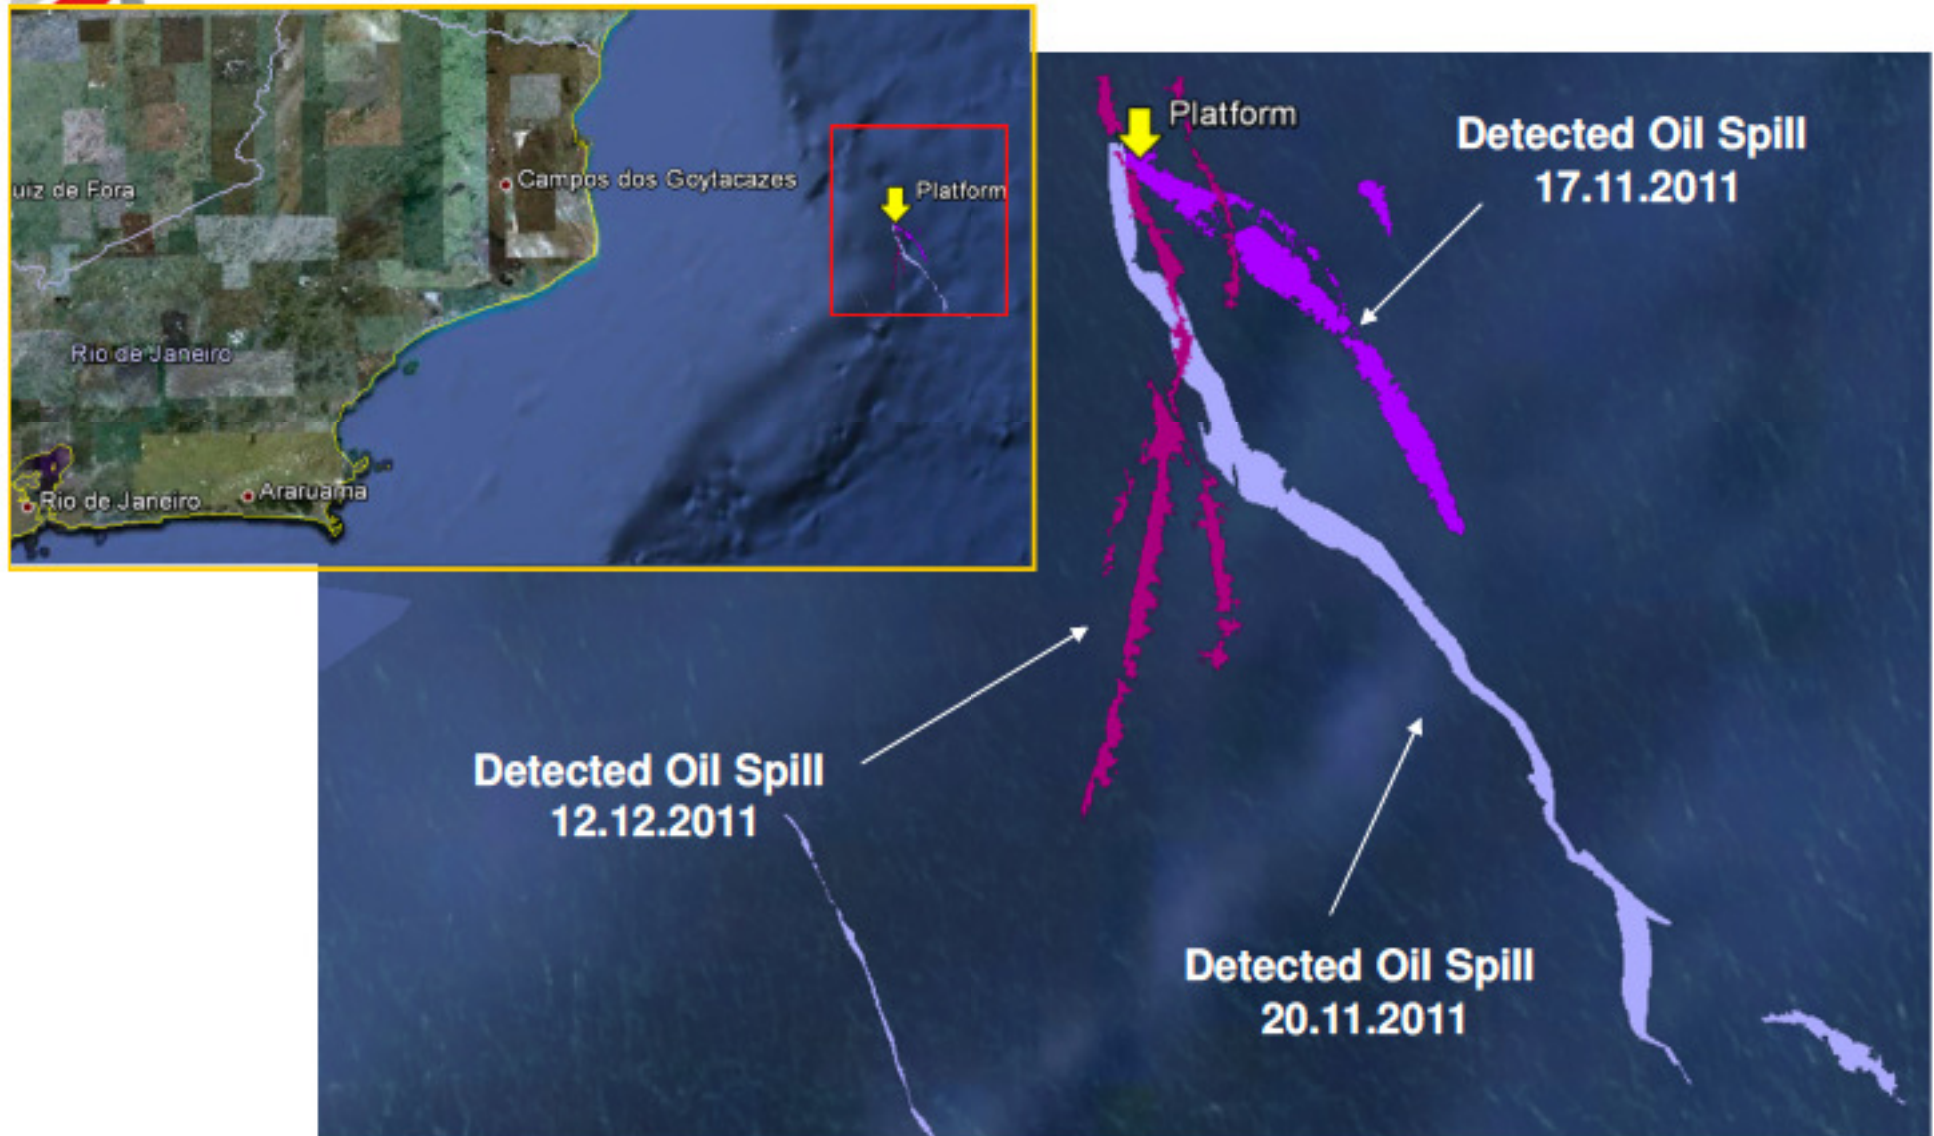 Campos dos Goytacazes
uiz de Fora
Platform
Rio de Janeiro
Rio de Janeiro
Araruama
Platform
Detected Oil Spill
17.11.2011
Detected Oil Spill
12.12.2011
Detected Oil Spill
20.11.2011